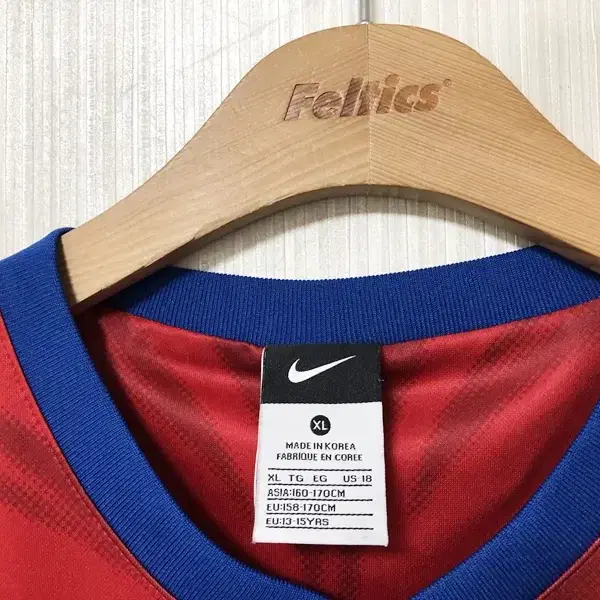 Feltics®
XL
MADE IN KOREA
FABRIQUE EN COREE
XL TG EG US 18
ASIA:160-170CM
EU:158-170CM
EU:13-15YRS